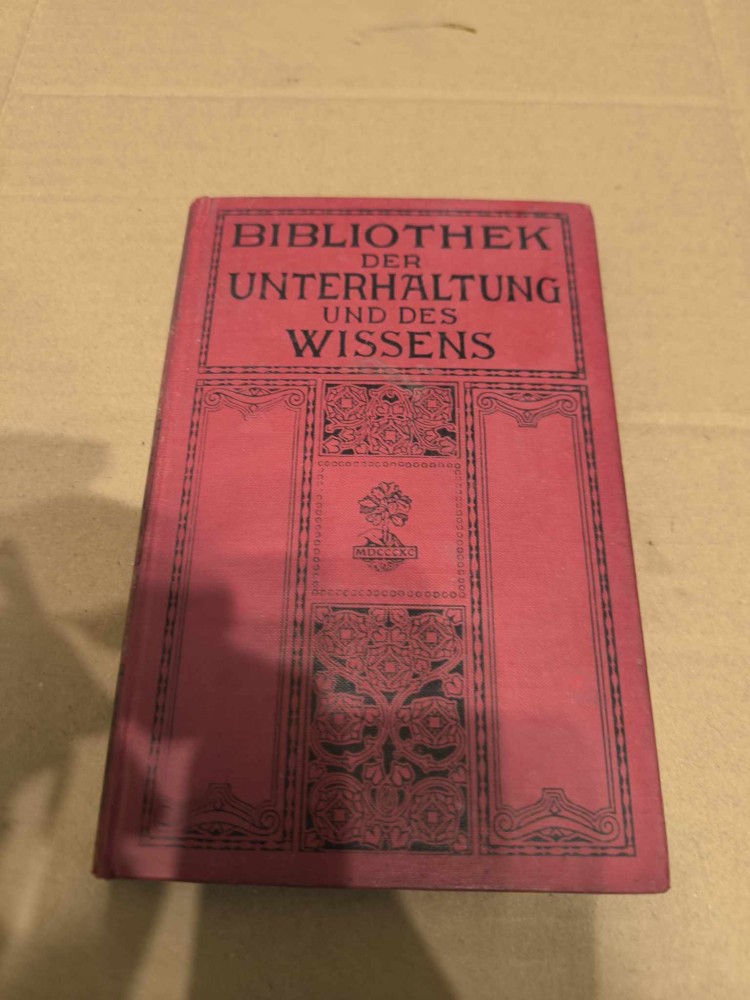 BIBLIOTHEK
DER
UNTERHALTUNG
UND DES
WISSENS
MDCCCXC